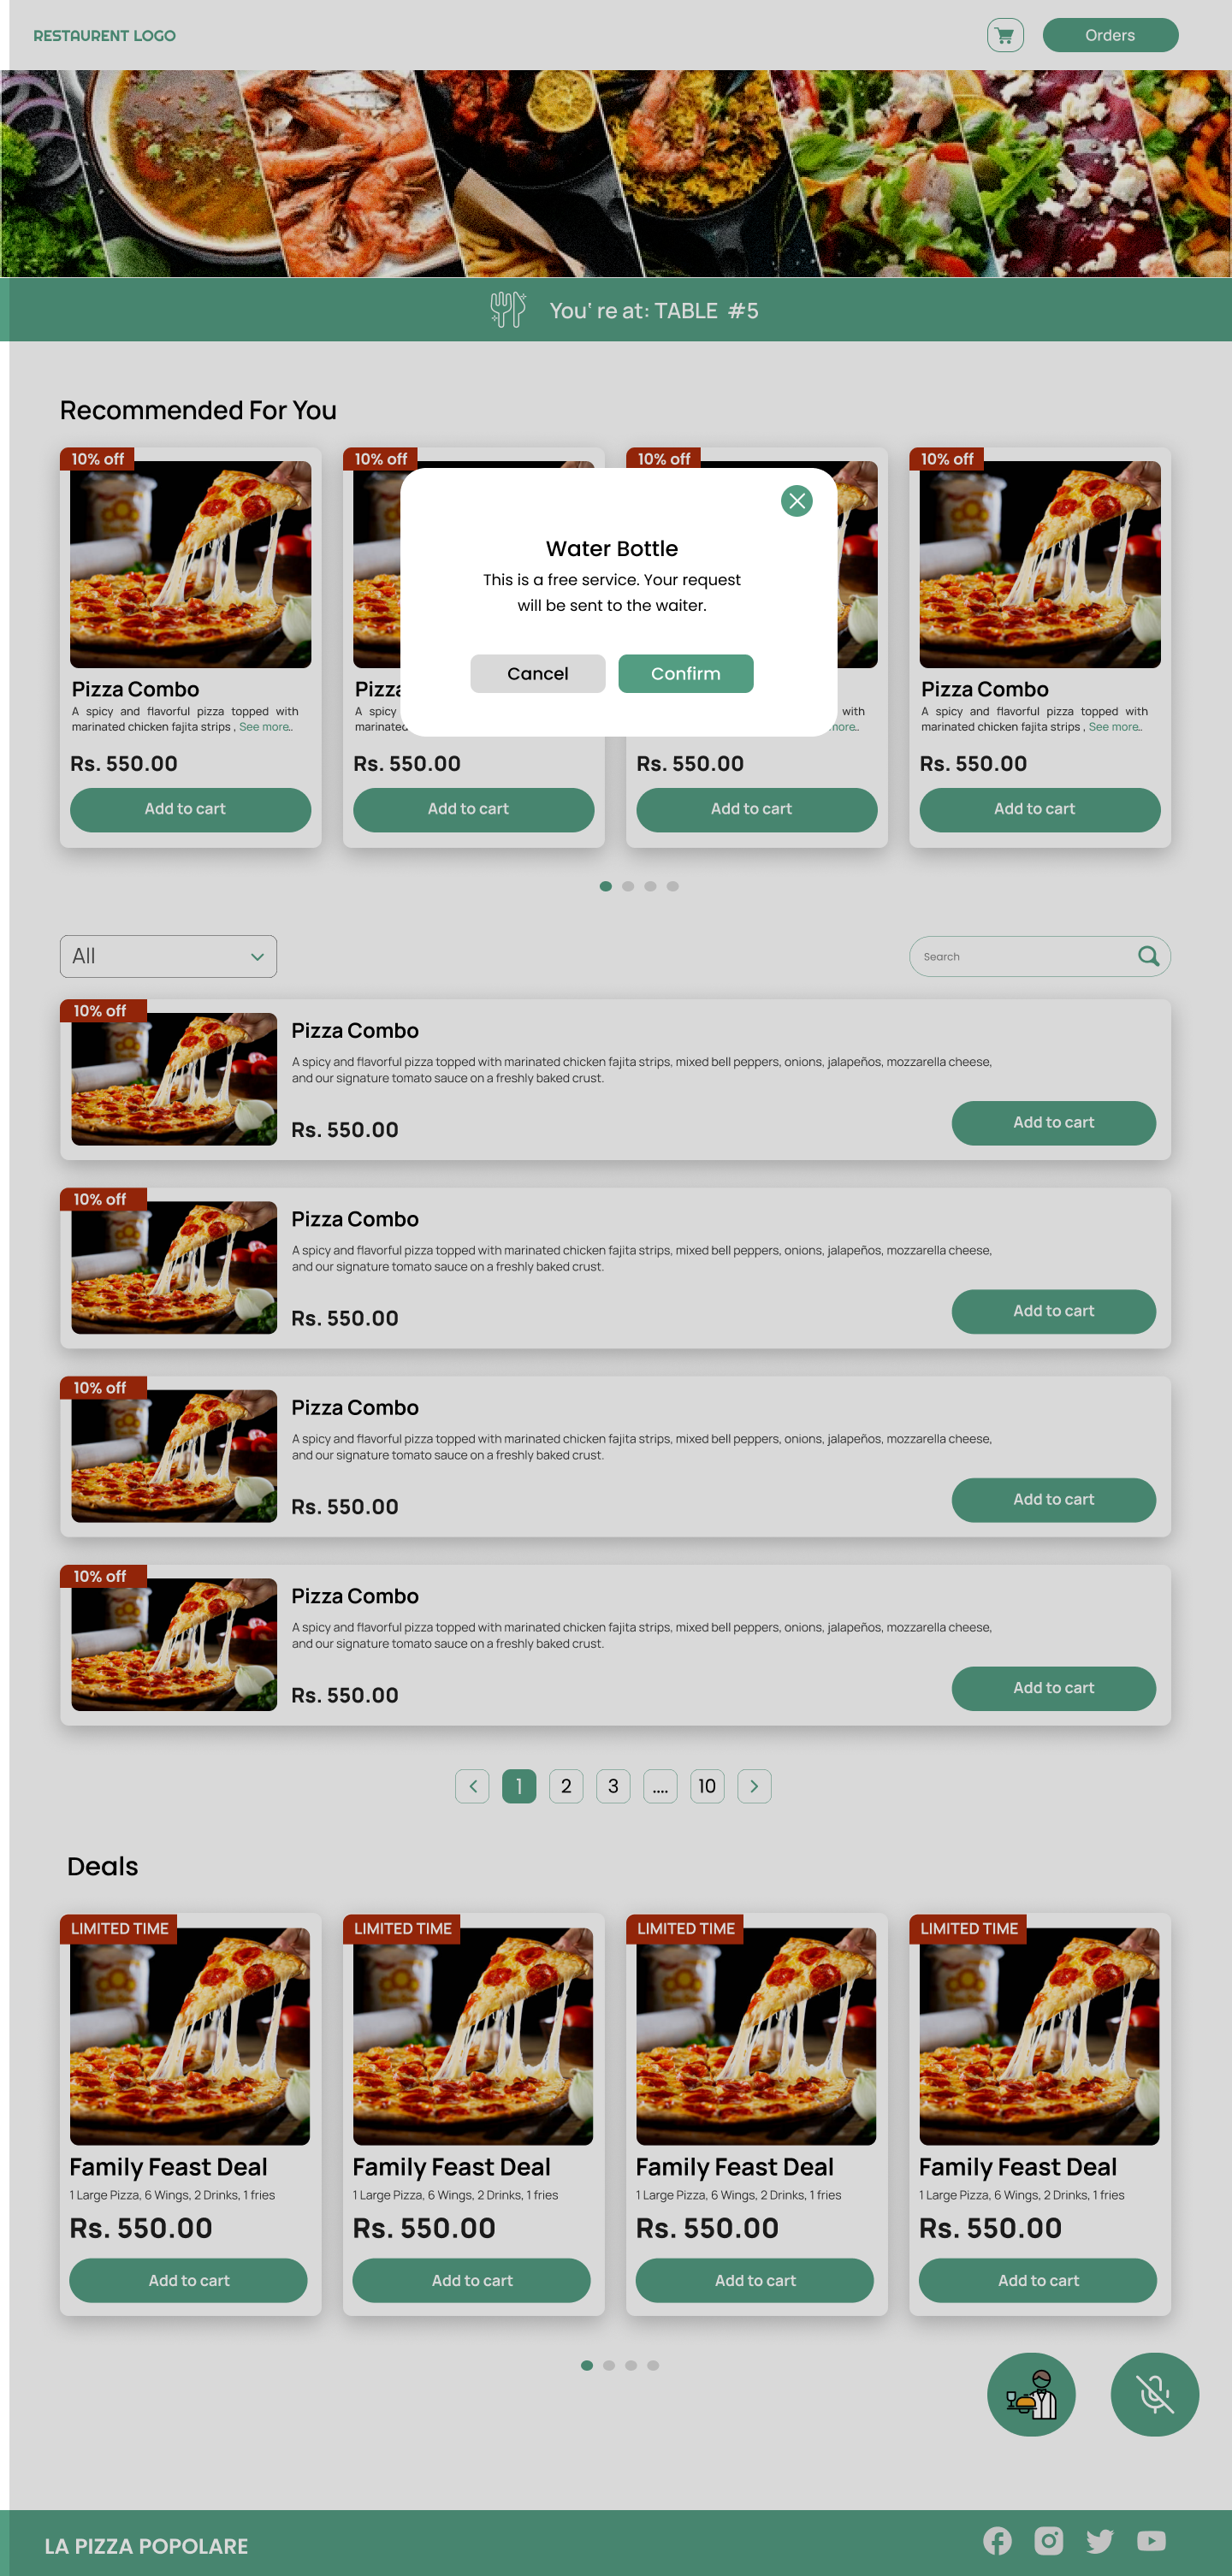 RESTAURENT LOGO
Orders
You' re at: TABLE #5
Recommended For You
10% off
10% off
10% off
10% off
Water Bottle
This is a free service. Your request
will be sent to the waiter.
Cancel
Confirm
Pizza Combo
A spicy and flavorful pizza topped with
marinated chicken fajita strips , See more..
Rs. 550.00
Add to cart
A spicy
Rs. 550.00
Add to cart
with
Rs. 550.00
Add to cart
Pizza Combo
A spicy and flavorful pizza topped with
marinated chicken fajita strips , See more..
Rs. 550.00
Add to cart
All
Search
10% off
Pizza Combo
A spicy and flavorful pizza topped with marinated chicken fajita strips, mixed bell peppers, onions, jalapeños, mozzarella cheese,
and our signature tomato sauce on a freshly baked crust.
Rs. 550.00
Add to cart
10% off
Pizza Combo
A spicy and flavorful pizza topped with marinated chicken fajita strips, mixed bell peppers, onions, jalapeños, mozzarella cheese,
and our signature tomato sauce on a freshly baked crust.
Rs. 550.00
Add to cart
10% off
Pizza Combo
A spicy and flavorful pizza topped with marinated chicken fajita strips, mixed bell peppers, onions, jalapeños, mozzarella cheese,
and our signature tomato sauce on a freshly baked crust.
Rs. 550.00
Add to cart
10% off
Pizza Combo
A spicy and flavorful pizza topped with marinated chicken fajita strips, mixed bell peppers, onions, jalapeños, mozzarella cheese,
and our signature tomato sauce on a freshly baked crust.
Rs. 550.00
Add to cart
1 2 3 .... 10
Deals
LIMITED TIME
Family Feast Deal
1 Large Pizza, 6 Wings, 2 Drinks, 1 fries
Rs. 550.00
Add to cart
LIMITED TIME
Family Feast Deal
1 Large Pizza, 6 Wings, 2 Drinks, 1 fries
Rs. 550.00
Add to cart
LIMITED TIME
Family Feast Deal
1 Large Pizza, 6 Wings, 2 Drinks, 1 fries
Rs. 550.00
Add to cart
LIMITED TIME
Family Feast Deal
1 Large Pizza, 6 Wings, 2 Drinks, 1 fries
Rs. 550.00
Add to cart
LA PIZZA POPOLARE